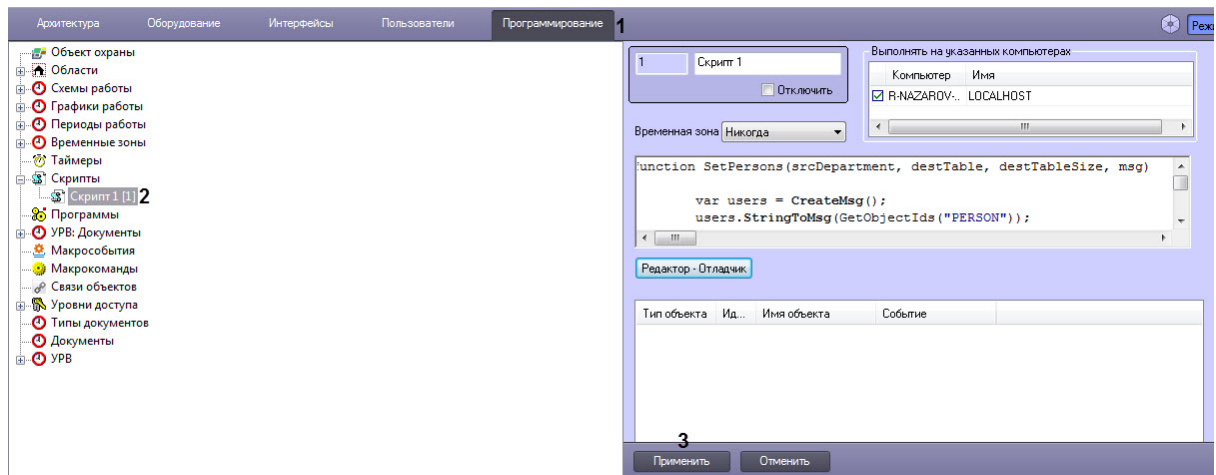 Архитектура Оборудование Интерфейсы Пользователи Программирование 1 Режи
Объект охраны
Области
Схемы работы
Графики работы
Периоды работы
Временные зоны
Таймеры
Скрипты
Скрипт 1 [1] 2
Программы
УРВ: Документы
Макрособытия
Макрокоманды
Связи объектов
Уровни доступа
Типы документов
Документы
УРВ
1 Скрипт 1
Отключить
Выполнять на указанных компьютерах
Компьютер Имя
R-NAZAROV-.. LOCALHOST
Временная зона Никогда
function SetPersons(srcDepartment, destTable, destTableSize, msg)
var users = CreateMsg();
users.StringToMsg(GetObjectIds("PERSON"));
Редактор - Отладчик
Тип объекта Ид... Имя объекта Событие
3
Применить Отменить